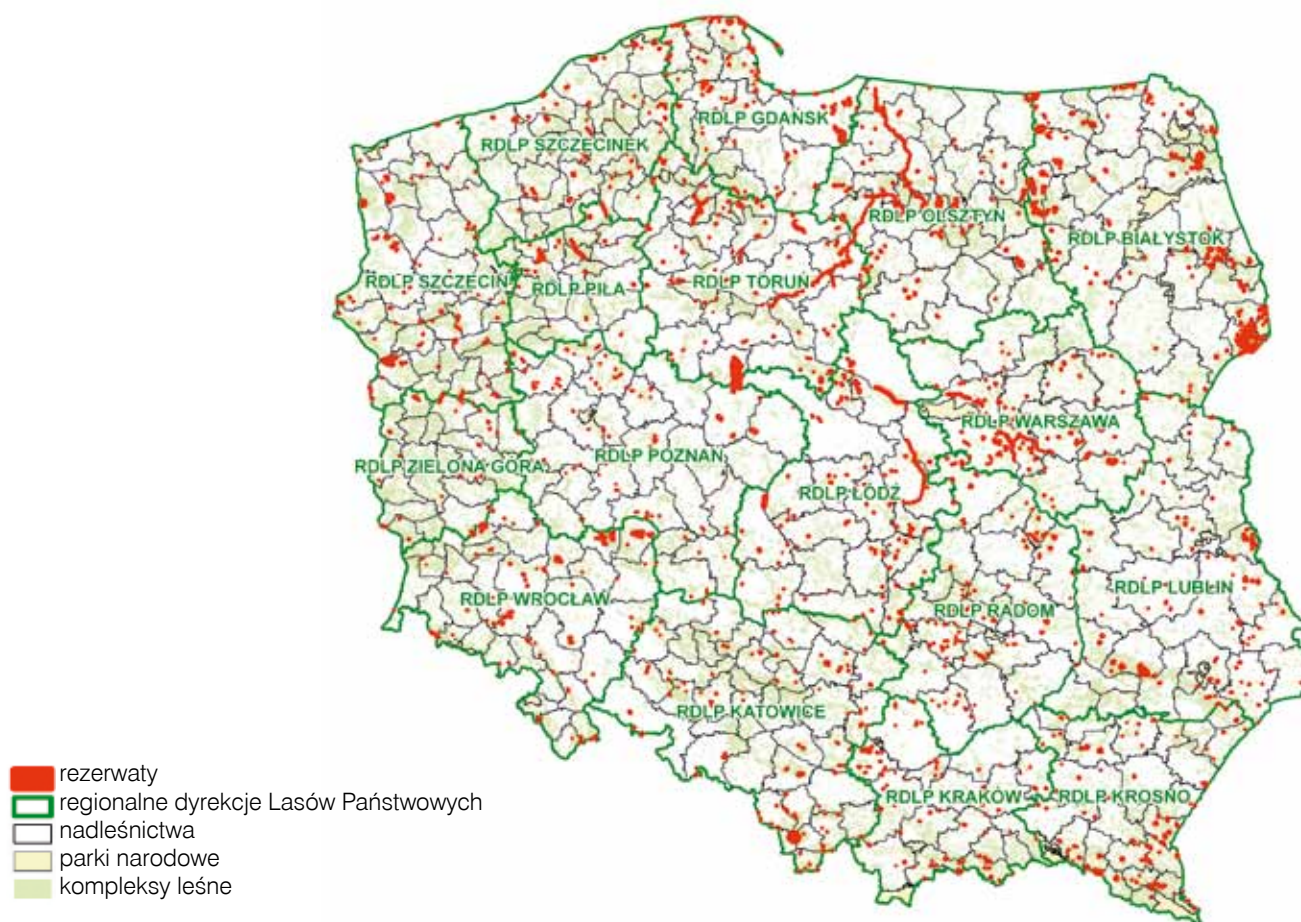 RDLP GDAŃSK
RDLP SZCZECINEK
RDLP OLSZTYN
RDLP BIAŁYSTOK
RDLP SZCZECIN
RDLP PIŁA
RDLP TORUŃ
RDLP WARSZAWA
RDLP ZIELONA GÓRA
RDLP POZNAŃ
RDLP ŁÓDŹ
RDLP WROCŁAW
RDLP RADOM
RDLP LUBLIN
RDLP KATOWICE
RDLP KRAKÓW
RDLP KROSNO
rezerwaty
regionalne dyrekcje Lasów Państwowych
nadleśnictwa
parki narodowe
kompleksy leśne